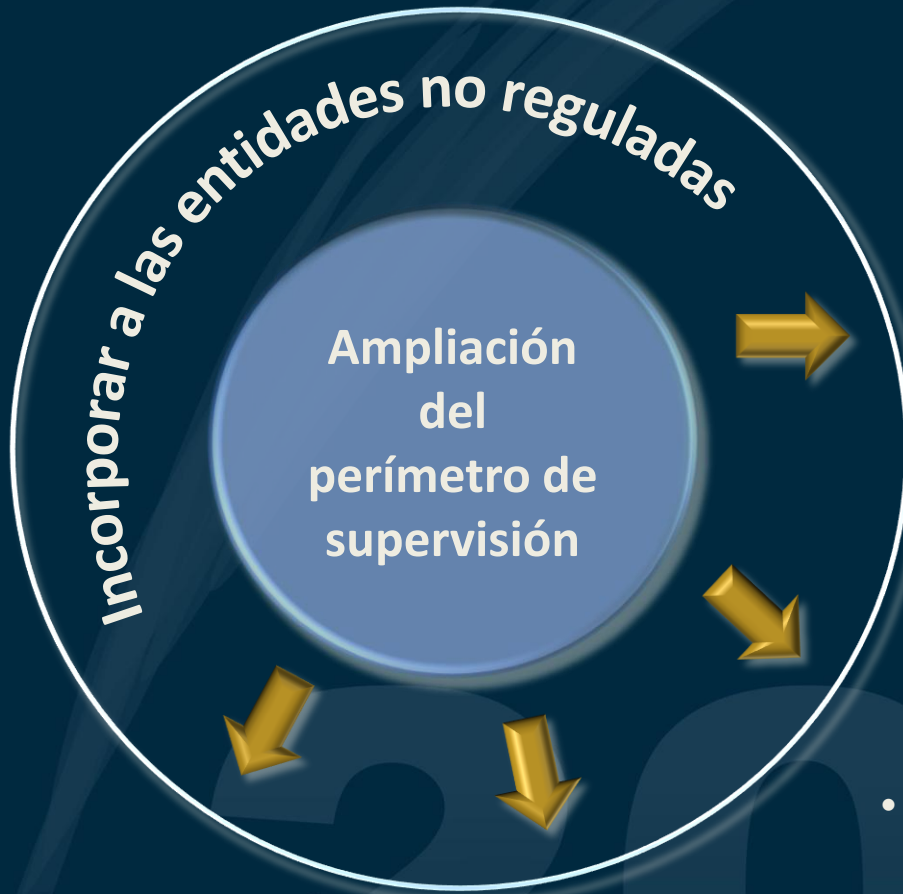 Incorporar a las entidades no reguladas
Ampliación
del
perímetro de
supervisión